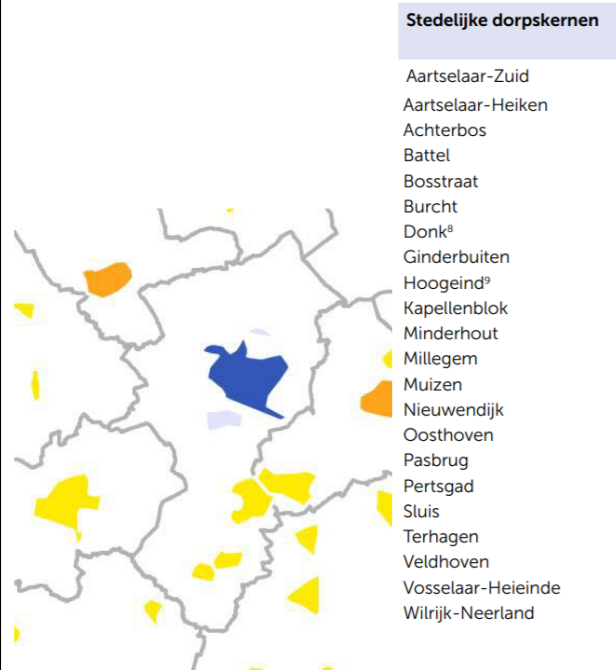 Stedelijke dorpskernen
Aartselaar-Zuid
Aartselaar-Heiken
Achterbos
Battel
Bosstraat
Burcht
Donk⁸
Ginderbuiten
Hoogeind⁹
Kapellenblok
Minderhout
Millegem
Muizen
Nieuwendijk
Oosthoven
Pasbrug
Pertsgad
Sluis
Terhagen
Veldhoven
Vosselaar-Heieinde
Wilrijk-Neerland